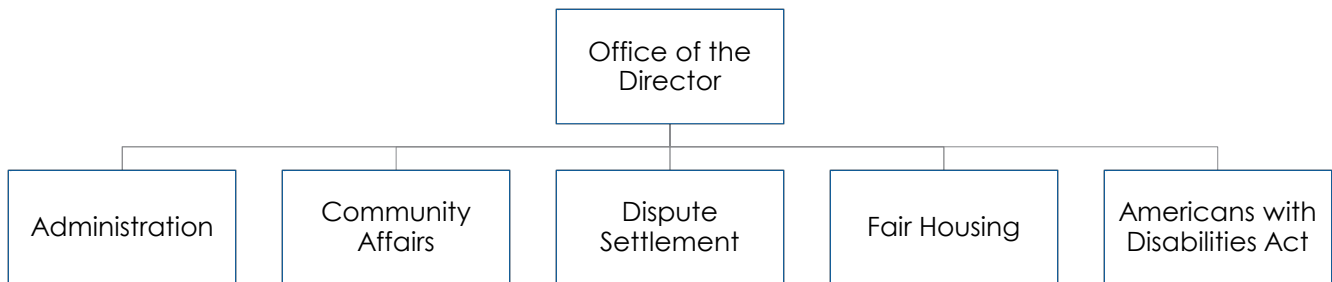 Office of the
Director
Administration
Community
Affairs
Dispute
Settlement
Fair Housing
Americans with
Disabilities Act